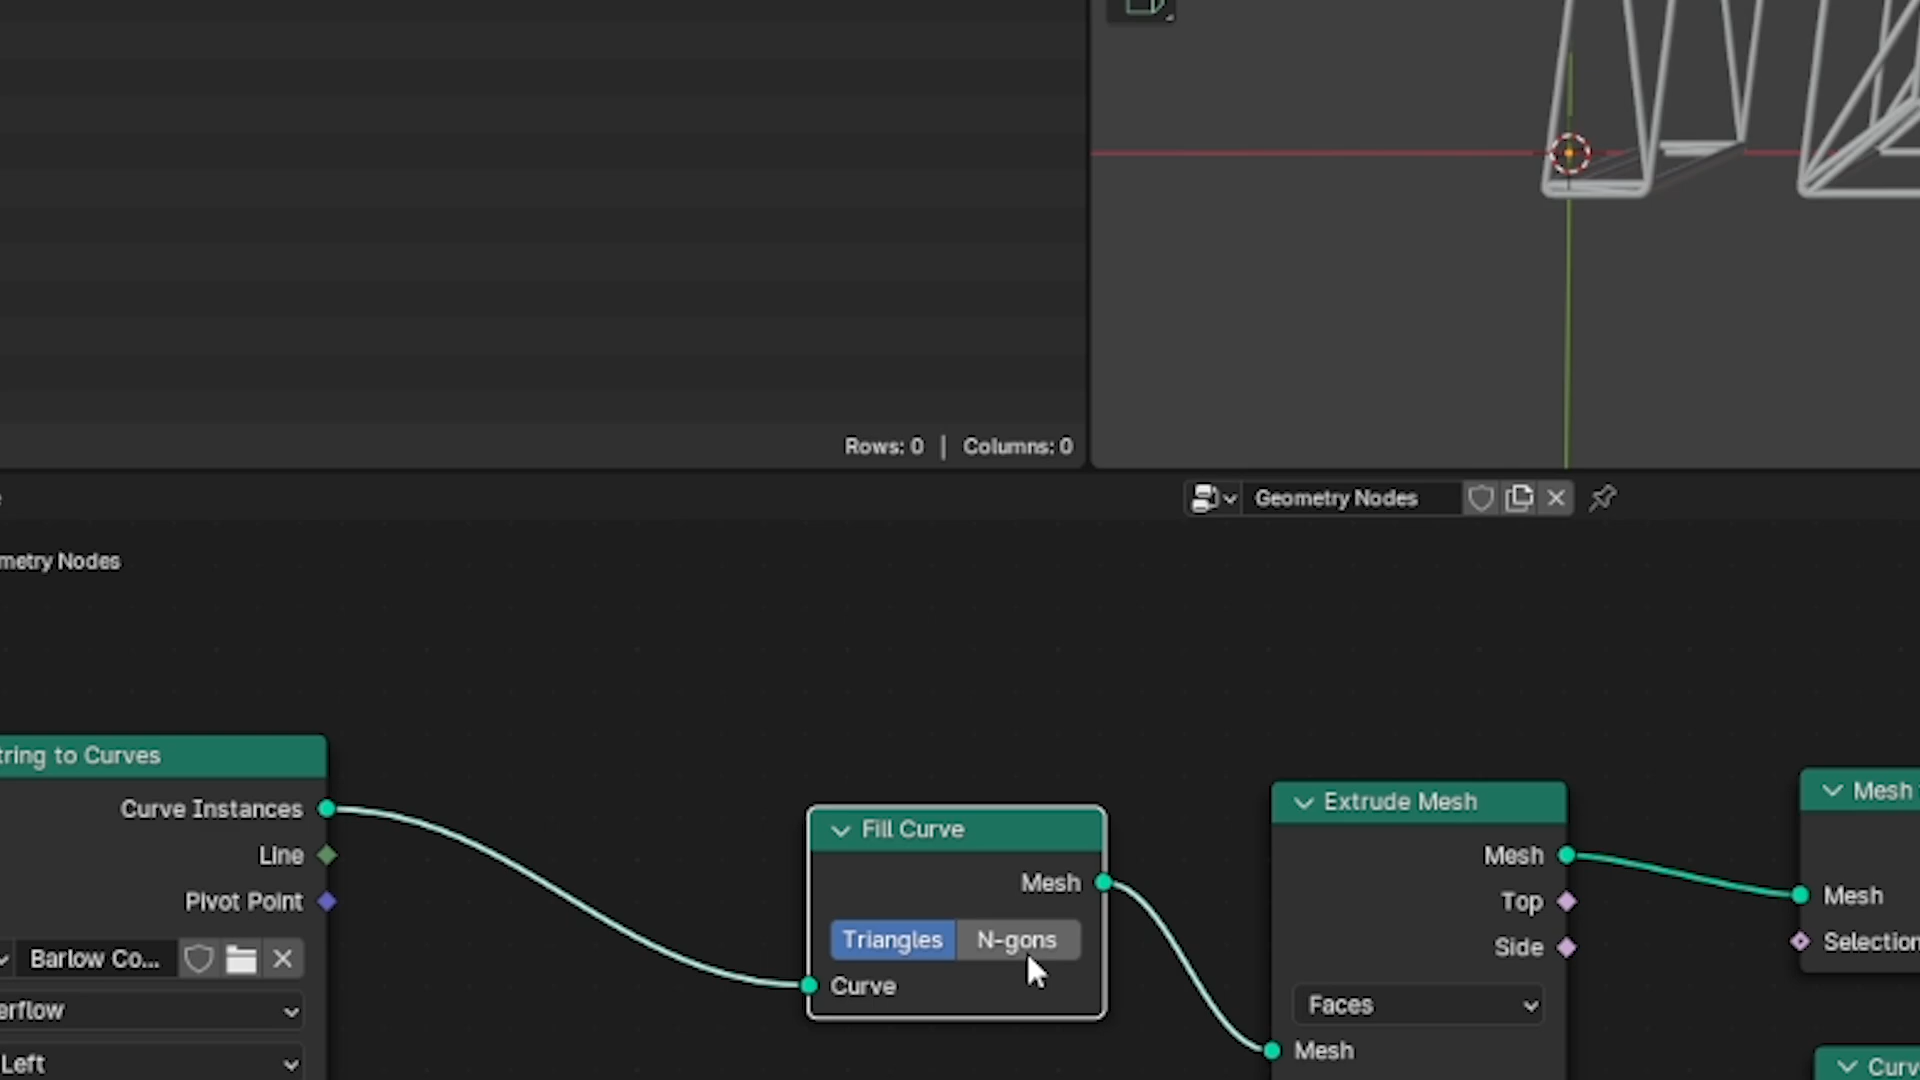 Rows: 0 | Columns: 0
Geometry Nodes
metry Nodes
tring to Curves
Curve Instances
Line
Pivot Point
Barlow Co...
erflow
Left
Fill Curve
Mesh
Triangles N-gons
Curve
Extrude Mesh
Mesh
Top
Side
Faces
Mesh
Mesh
Mesh
Selection
Curv